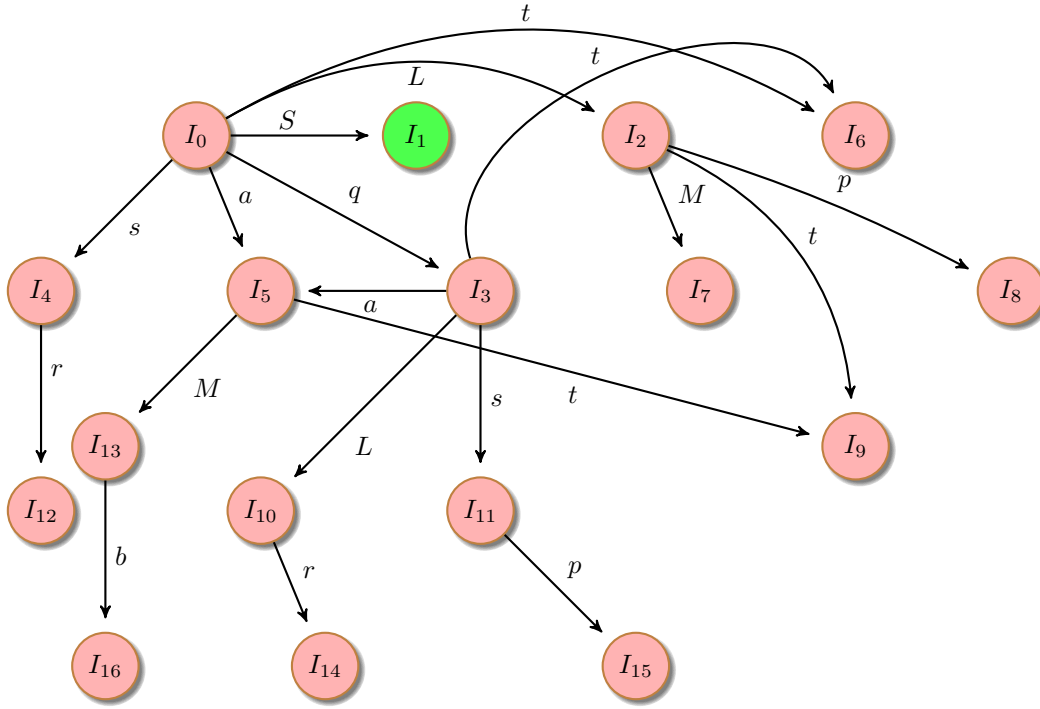 t
t
L
I₀
S
I₁
I₂
I₆
a
q
M
p
s
t
I₄
I₅
I₃
I₇
I₈
a
r
M
t
s
L
I₁₃
I₉
I₁₂
I₁₀
I₁₁
b
r
p
I₁₆
I₁₄
I₁₅